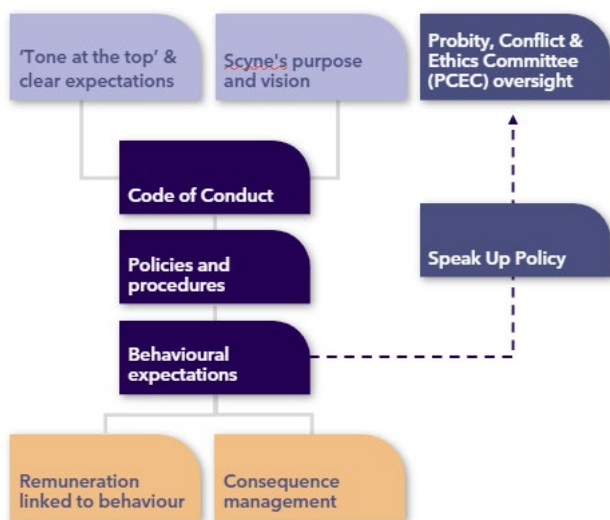 ‘Tone at the top’ &
clear expectations
Scyne's purpose
and vision
Probity, Conflict &
Ethics Committee
(PCEC) oversight
Code of Conduct
Speak Up Policy
Policies and
procedures
Behavioural
expectations
Remuneration
linked to behaviour
Consequence
management